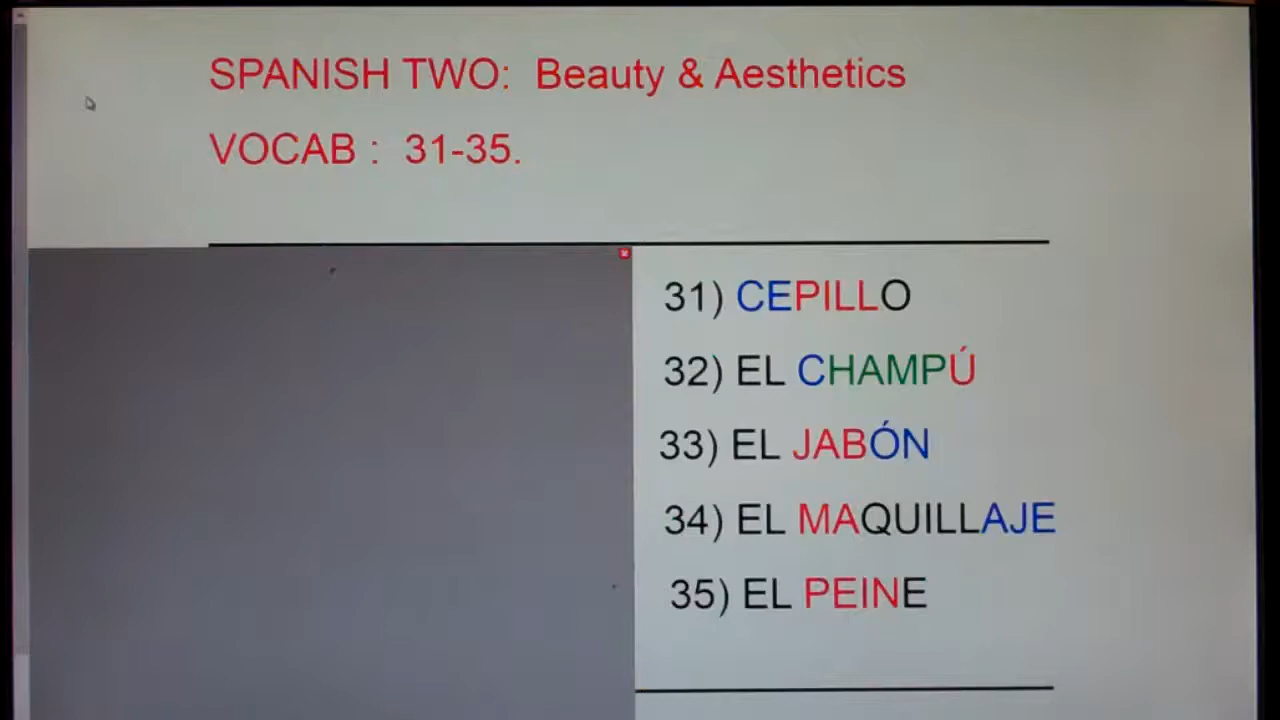 SPANISH TWO: Beauty & Aesthetics
VOCAB : 31-35.
31) CEPILLO
32) EL CHAMPÚ
33) EL JABÓN
34) EL MAQUILLAJE
35) EL PEINE